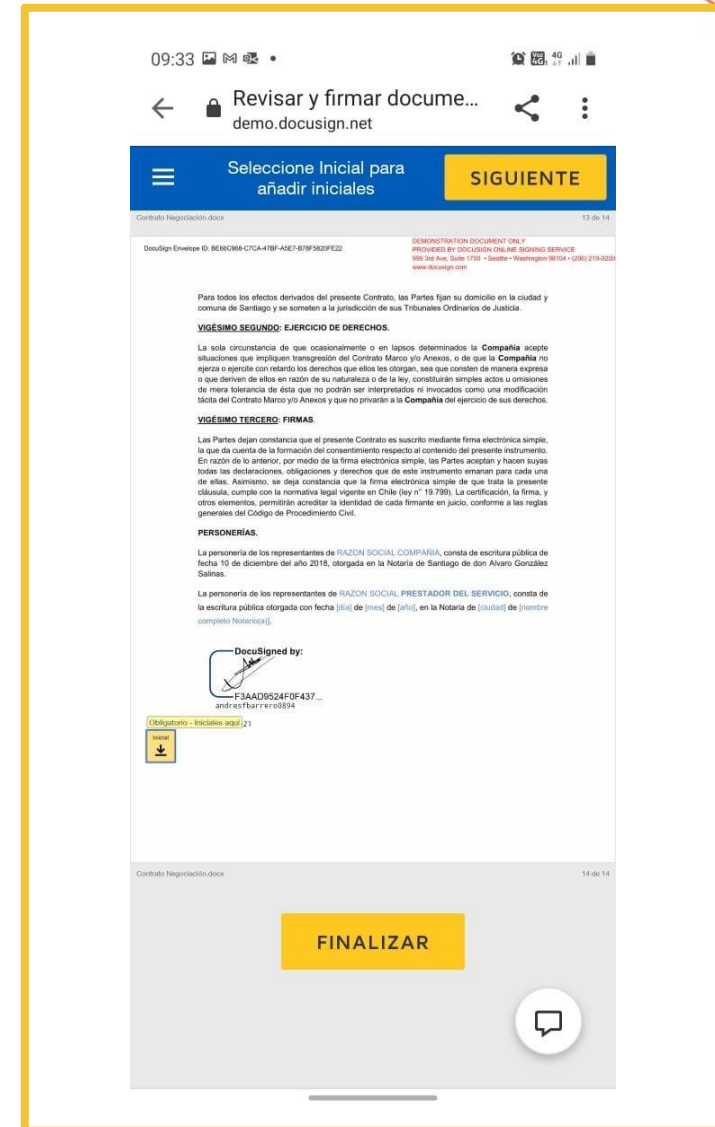 09:33
Revisar y firmar docume...
demo.docusign.net
Seleccione Inicial para
añadir iniciales
SIGUIENTE
Contrato Negociación.docx
13 de 14
DocuSign Envelope ID: BE66C968-C7CA-47BF-A5E7-B78F5820FE22
DEMONSTRATION DOCUMENT ONLY
PROVIDED BY DOCUSIGN ONLINE SIGNING SERVICE
999 3rd Ave, Suite 1700 • Seattle • Washington 98104 • (206) 219-0200
www.docusign.com
Para todos los efectos derivados del presente Contrato, las Partes fijan su domicilio en la ciudad y
comuna de Santiago y se someten a la jurisdicción de sus Tribunales Ordinarios de Justicia.
VIGÉSIMO SEGUNDO: EJERCICIO DE DERECHOS.
La sola circunstancia de que ocasionalmente o en lapsos determinados la Compañía acepte
situaciones que impliquen transgresión del Contrato Marco y/o Anexos, o de que la Compañía no
ejerza o ejercite con retardo los derechos que ellos les otorgan, sea que consten de manera expresa
o que deriven de ellos en razón de su naturaleza o de la ley, constituirán simples actos u omisiones
de mera tolerancia de ésta que no podrán ser interpretados ni invocados como una modificación
tácita del Contrato Marco y/o Anexos y que no privarán a la Compañía del ejercicio de sus derechos.
VIGÉSIMO TERCERO: FIRMAS.
Las Partes dejan constancia que el presente Contrato es suscrito mediante firma electrónica simple,
la que da cuenta de la formación del consentimiento respecto al contenido del presente instrumento.
En razón de lo anterior, por medio de la firma electrónica simple, las Partes aceptan y hacen suyas
todas las declaraciones, obligaciones y derechos que de este instrumento emanan para cada una
de ellas. Asimismo, se deja constancia que la firma electrónica simple de que trata la presente
cláusula, cumple con la normativa legal vigente en Chile (ley n° 19.799). La certificación, la firma, y
otros elementos, permitirán acreditar la identidad de cada firmante en juicio, conforme a las reglas
generales del Código de Procedimiento Civil.
PERSONERÍAS.
La personería de los representantes de RAZON SOCIAL COMPAÑIA, consta de escritura pública de
fecha 10 de diciembre del año 2018, otorgada en la Notaría de Santiago de don Alvaro González
Salinas.
La personería de los representantes de RAZON SOCIAL PRESTADOR DEL SERVICIO, consta de
la escritura pública otorgada con fecha [día] de [mes] de [año], en la Notaria de [ciudad] de [nombre
completo Notario(a)].
DocuSigned by:
F3AAD9524F0F437...
andresfbarrero0894
Obligatorio - Iniciales aquí 21
Inicial
Contrato Negociación.docx
14 de 14
FINALIZAR